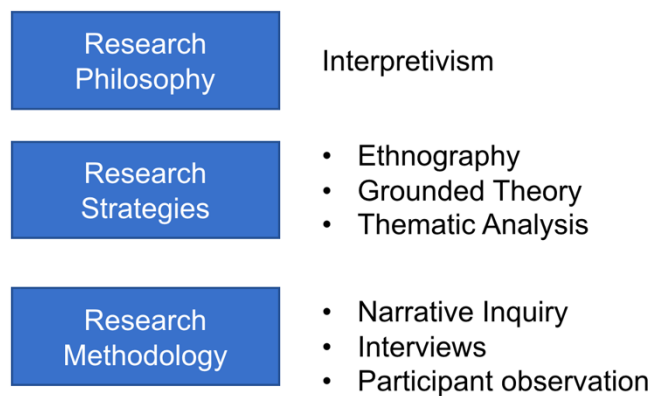 Research
Philosophy
Interpretivism
Research
Strategies
• Ethnography
• Grounded Theory
• Thematic Analysis
Research
Methodology
• Narrative Inquiry
• Interviews
• Participant observation